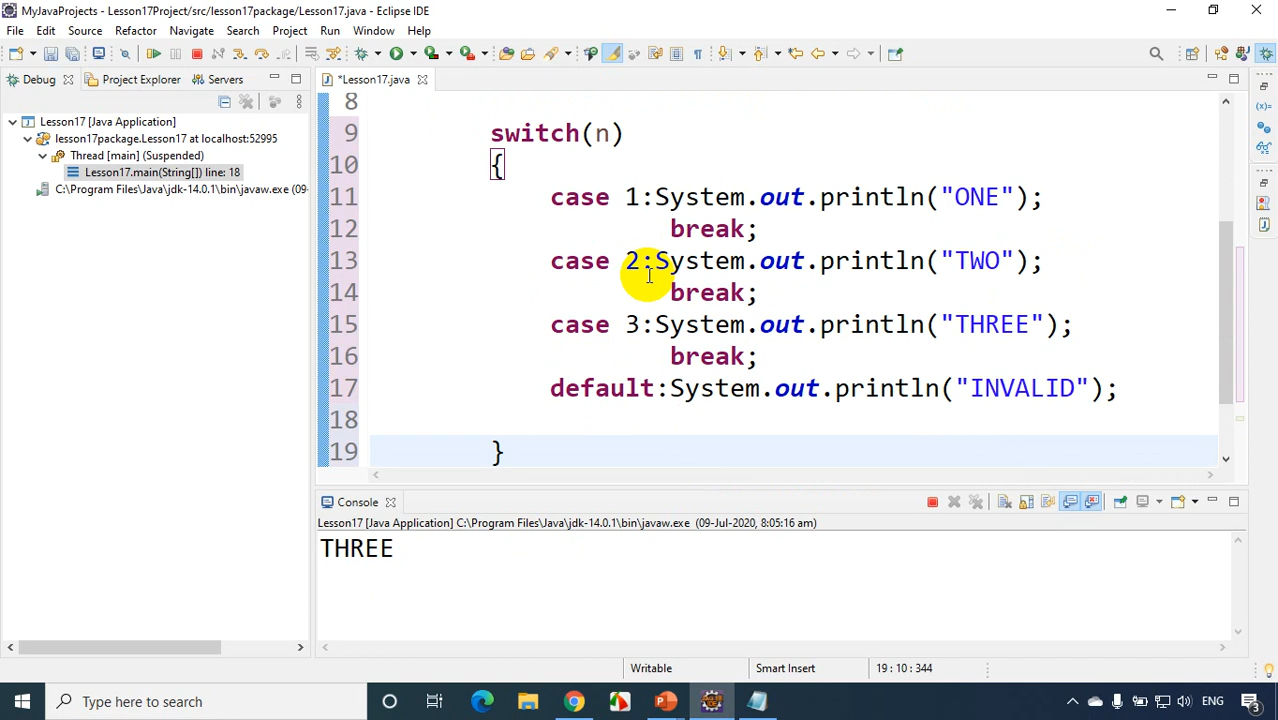 MyJavaProjects - Lesson17Project/src/lesson17package/Lesson17.java - Eclipse IDE
File Edit Source Refactor Navigate Search Project Run Window Help
Debug Project Explorer Servers
*Lesson17.java
Lesson17 [Java Application]
lesson17package.Lesson17 at localhost:52995
Thread [main] (Suspended)
Lesson17.main(String[]) line: 18
C:\Program Files\Java\jdk-14.0.1\bin\javaw.exe (09-
8
9 switch(n)
10 {
11 case 1:System.out.println("ONE");
12 break;
13 case 2:System.out.println("TWO");
14 break;
15 case 3:System.out.println("THREE");
16 break;
17 default:System.out.println("INVALID");
18
19 }
Console
Lesson17 [Java Application] C:\Program Files\Java\jdk-14.0.1\bin\javaw.exe (09-Jul-2020, 8:05:16 am)
THREE
Writable Smart Insert 19 : 10 : 344
Type here to search
ENG
3